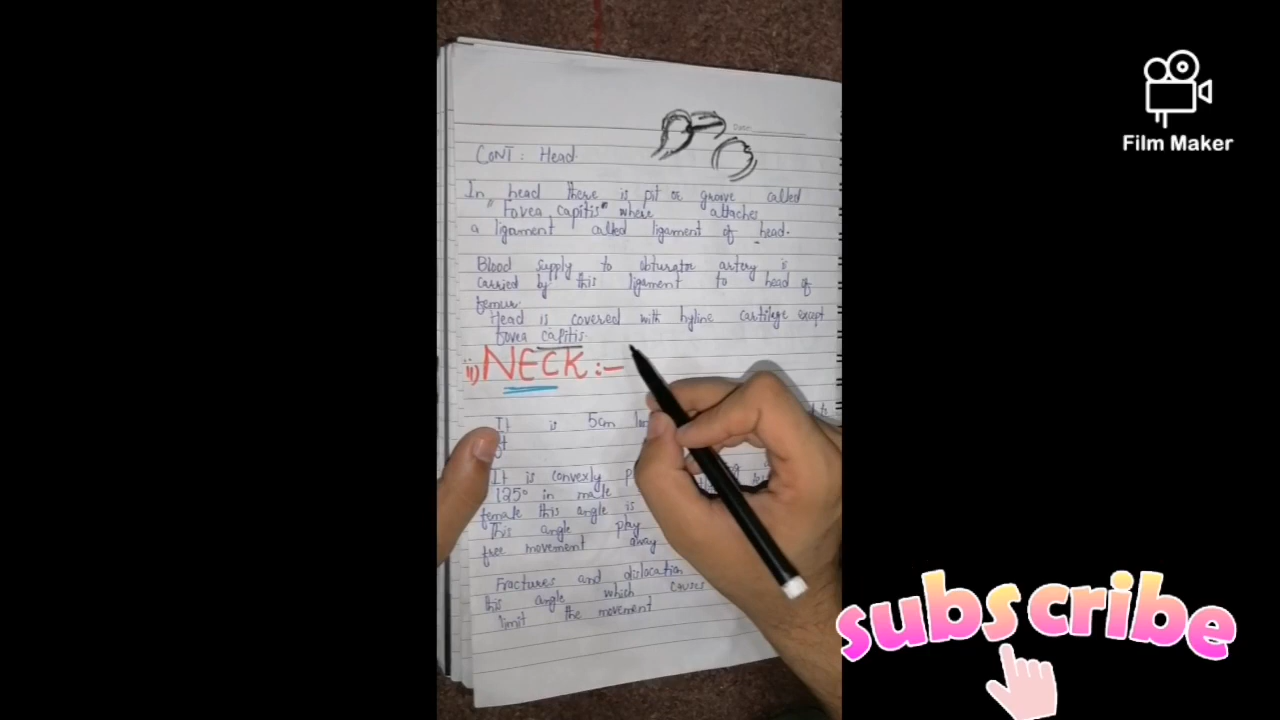 Film Maker
Date:
CONT : Head.
In head there is pit or groove called
"Fovea capitis" where attaches
a ligament called ligament of head.
Blood supply to obturator artery is
carried by this ligament to head of
femur.
Head is covered with hyline cartilage except
fovea capitis.
ii) NECK :-
It is 5cm
It is convexly
125° in male
female this angle is
This angle play
free movement away
Fractures and dislocation
this angle which causes
limit the movement
subscribe